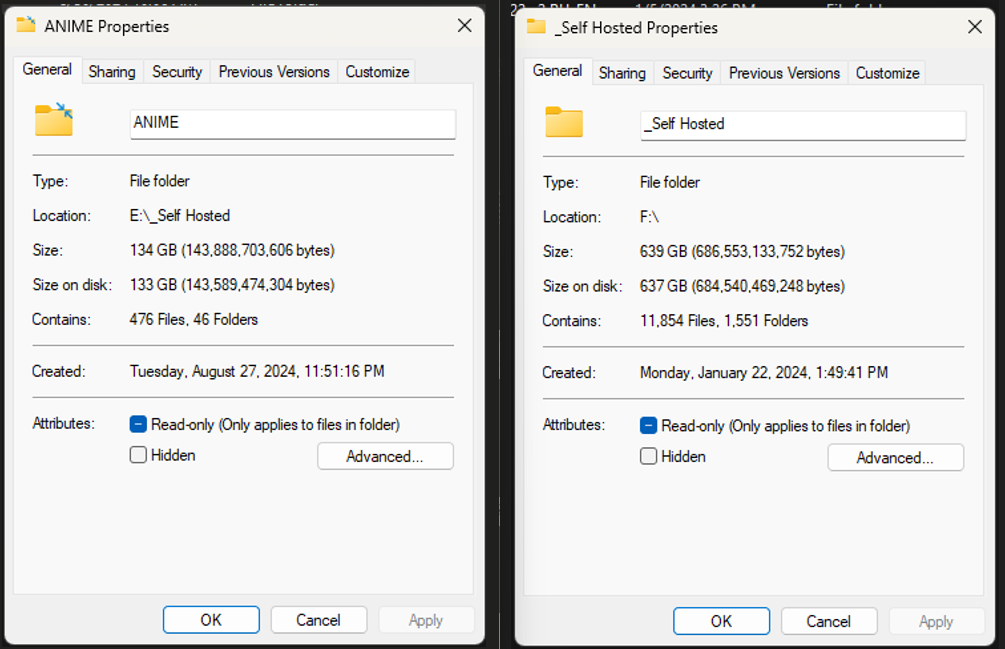 ANIME Properties
General Sharing Security Previous Versions Customize
ANIME
Type: File folder
Location: E:\_Self Hosted
Size: 134 GB (143,888,703,606 bytes)
Size on disk: 133 GB (143,589,474,304 bytes)
Contains: 476 Files, 46 Folders
Created: Tuesday, August 27, 2024, 11:51:16 PM
Attributes: Read-only (Only applies to files in folder)
Hidden Advanced...
OK Cancel Apply
_Self Hosted Properties
General Sharing Security Previous Versions Customize
_Self Hosted
Type: File folder
Location: F:\
Size: 639 GB (686,553,133,752 bytes)
Size on disk: 637 GB (684,540,469,248 bytes)
Contains: 11,854 Files, 1,551 Folders
Created: Monday, January 22, 2024, 1:49:41 PM
Attributes: Read-only (Only applies to files in folder)
Hidden Advanced...
OK Cancel Apply